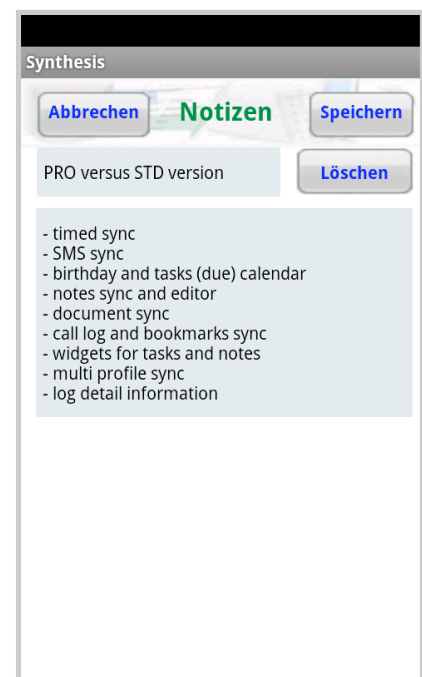 Synthesis
Abbrechen Notizen Speichern
PRO versus STD version Löschen
- timed sync
- SMS sync
- birthday and tasks (due) calendar
- notes sync and editor
- document sync
- call log and bookmarks sync
- widgets for tasks and notes
- multi profile sync
- log detail information